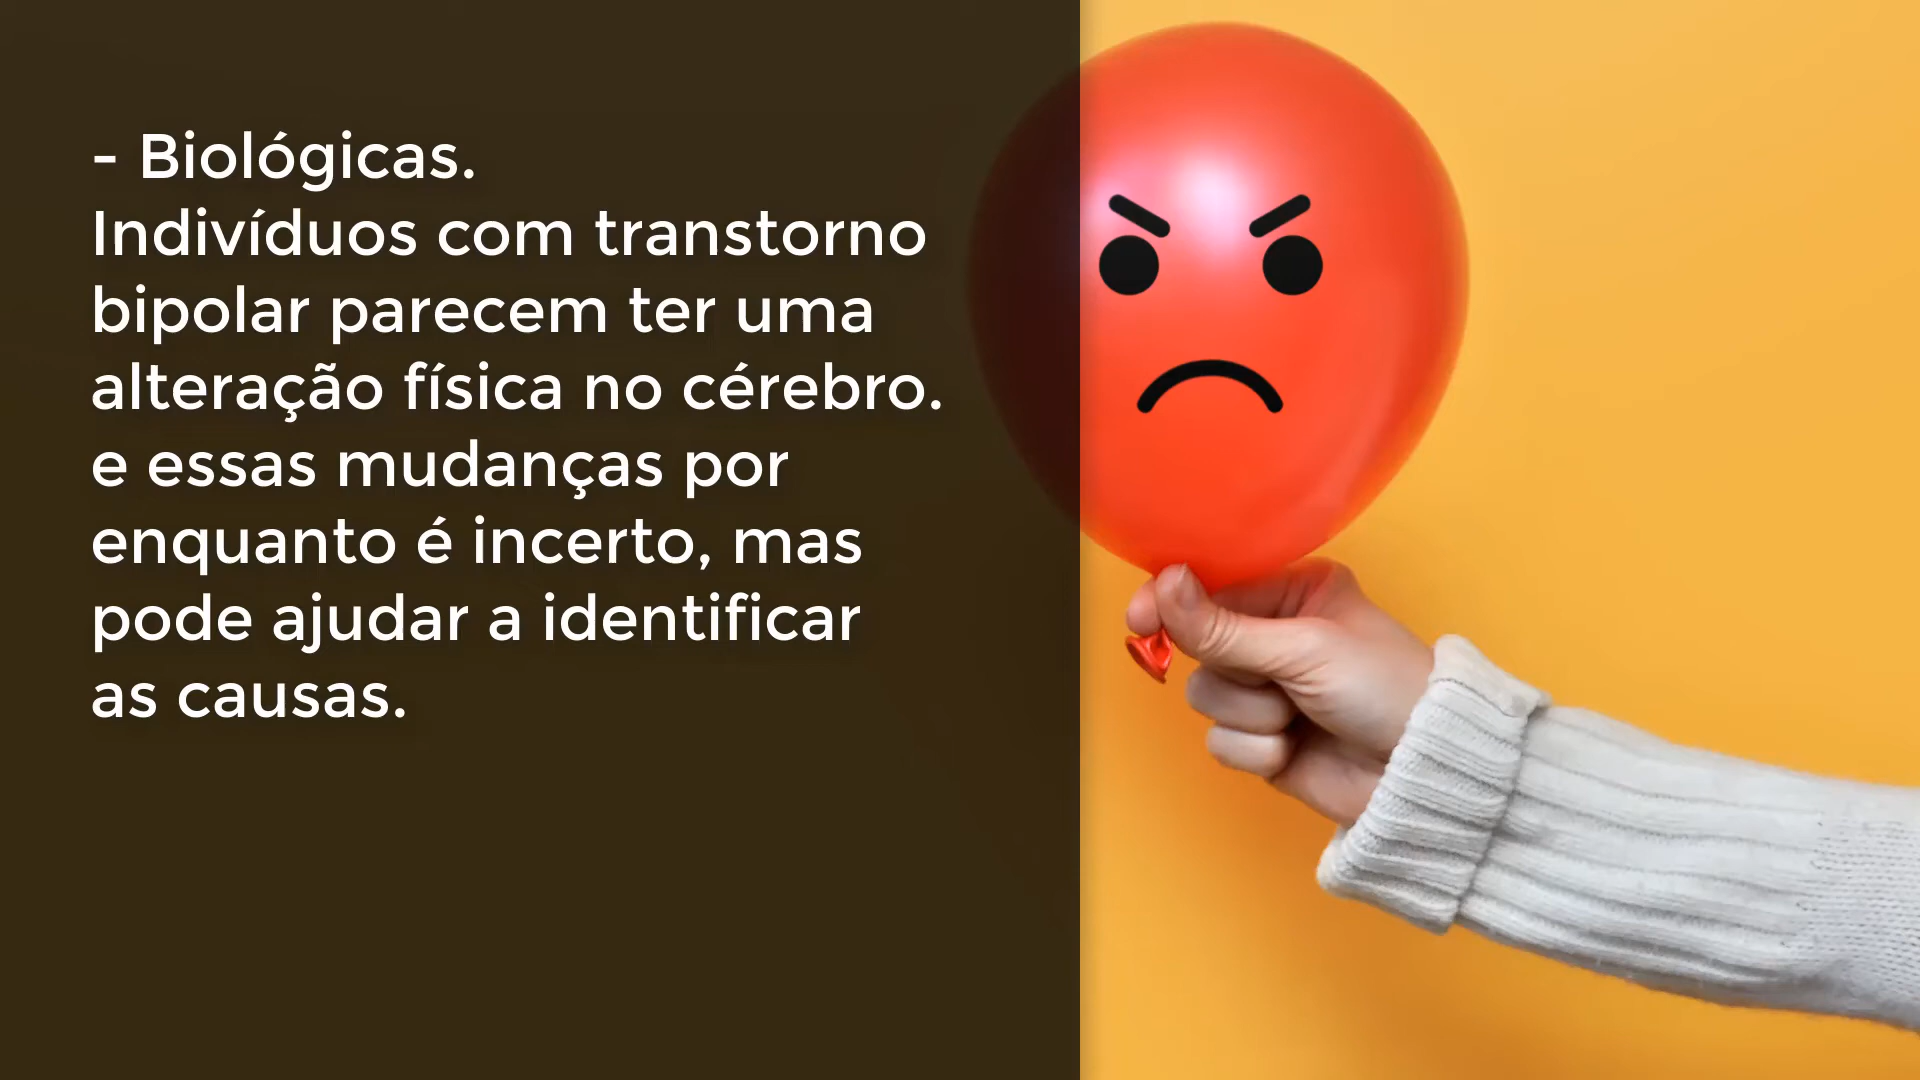 - Biológicas.
Indivíduos com transtorno
bipolar parecem ter uma
alteração física no cérebro.
e essas mudanças por
enquanto é incerto, mas
pode ajudar a identificar
as causas.